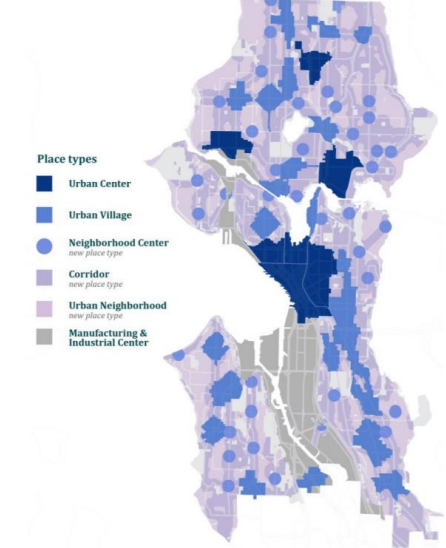 Place types
Urban Center
Urban Village
Neighborhood Center
new place type
Corridor
new place type
Urban Neighborhood
new place type
Manufacturing &
Industrial Center